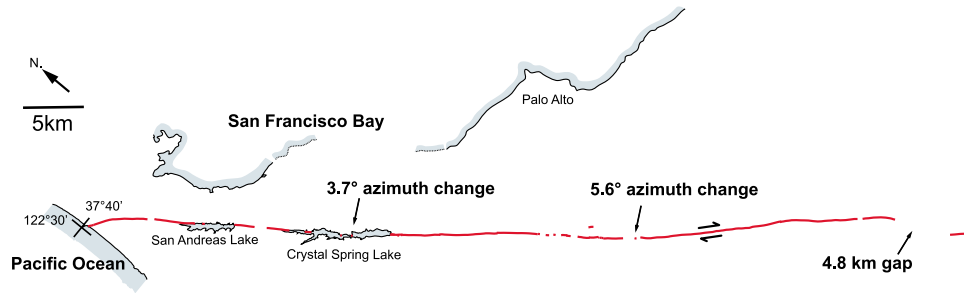 N.
5km
San Francisco Bay
Palo Alto
3.7° azimuth change
5.6° azimuth change
37°40'
122°30'
San Andreas Lake
Crystal Spring Lake
Pacific Ocean
4.8 km gap